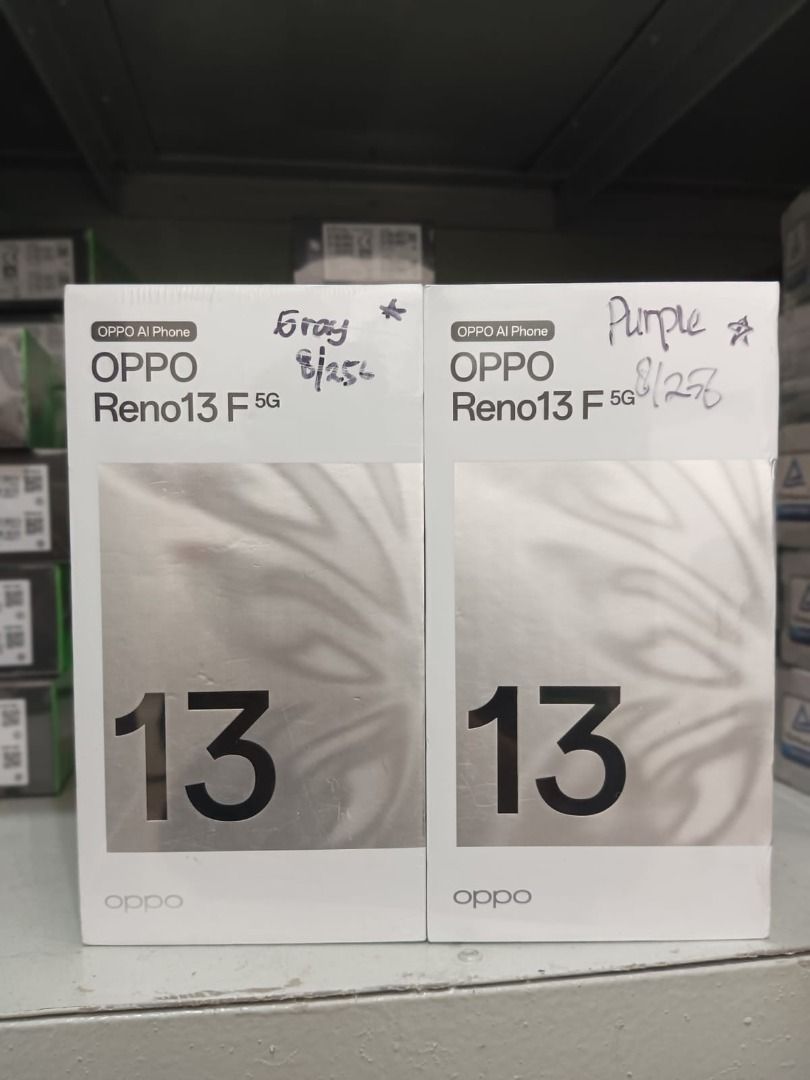 OPPO AI Phone
Gray
OPPO
8/256
Reno13 F 5G
13
oppo
OPPO AI Phone
Purple
OPPO
8/256
Reno13 F 5G
13
oppo